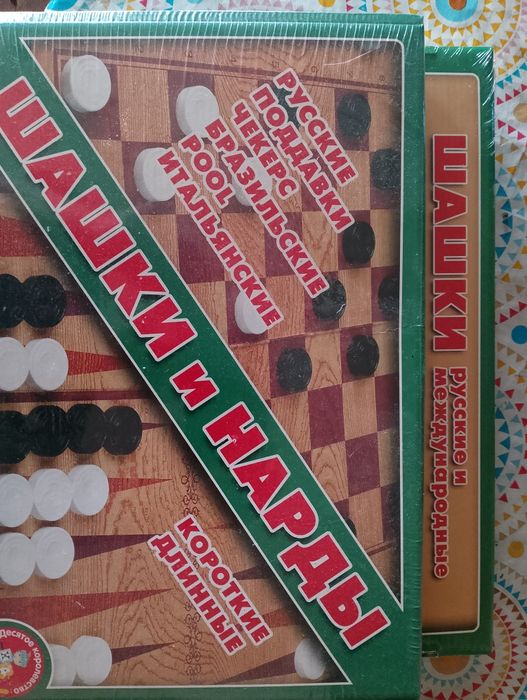 ШАШКИ и НАРДЫ
РУССКИЕ
ПОДДАВКИ
ЧЕКЕРС
БРАЗИЛЬСКИЕ
POOL
ИТАЛЬЯНСКИЕ
КОРОТКИЕ
ДЛИННЫЕ
Десятое королевство
ШАШКИ
русские и
международные